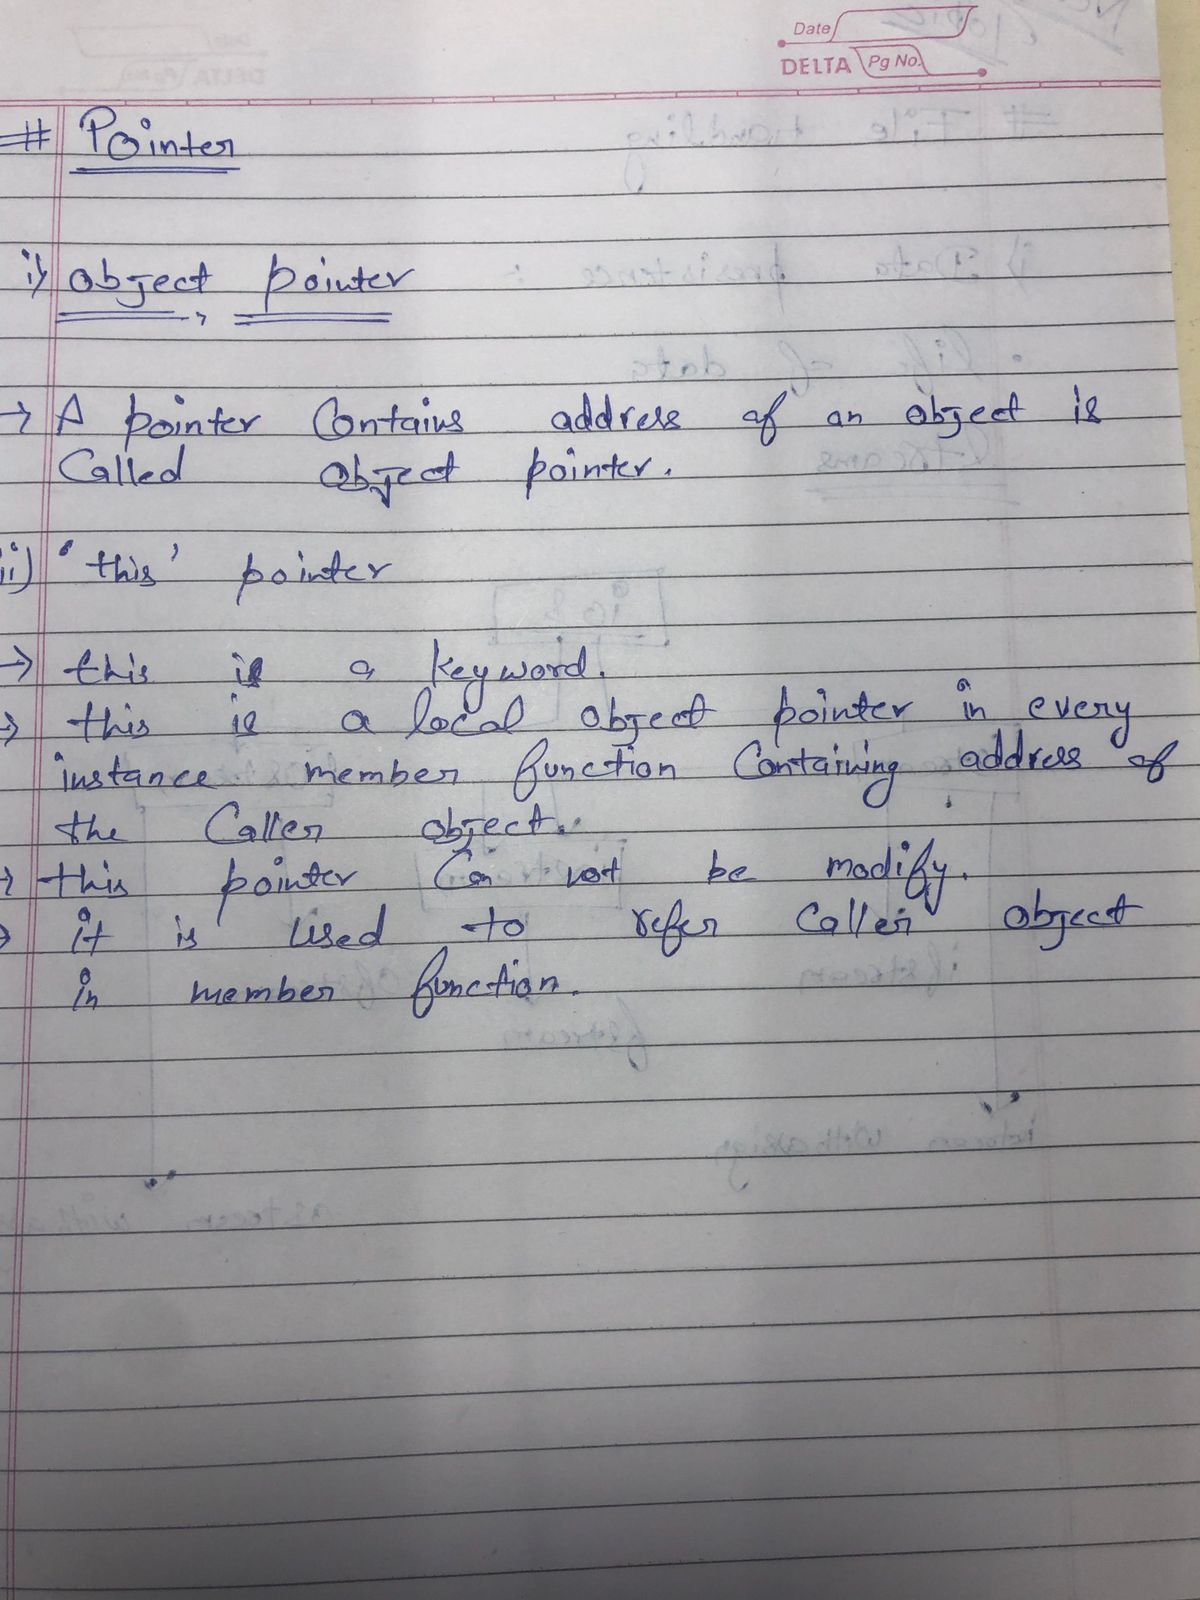 Date
DELTA Pg No.
# Pointer
i) object pointer
→ A pointer Contains address of an object is
Called object pointer.
ii) 'this' pointer
→ this is a keyword.
→ this is a local object pointer in every
instance member function Containing address of
the Caller object.
→ this pointer Can not be modify.
→ it is used to refer Caller object
in member function.